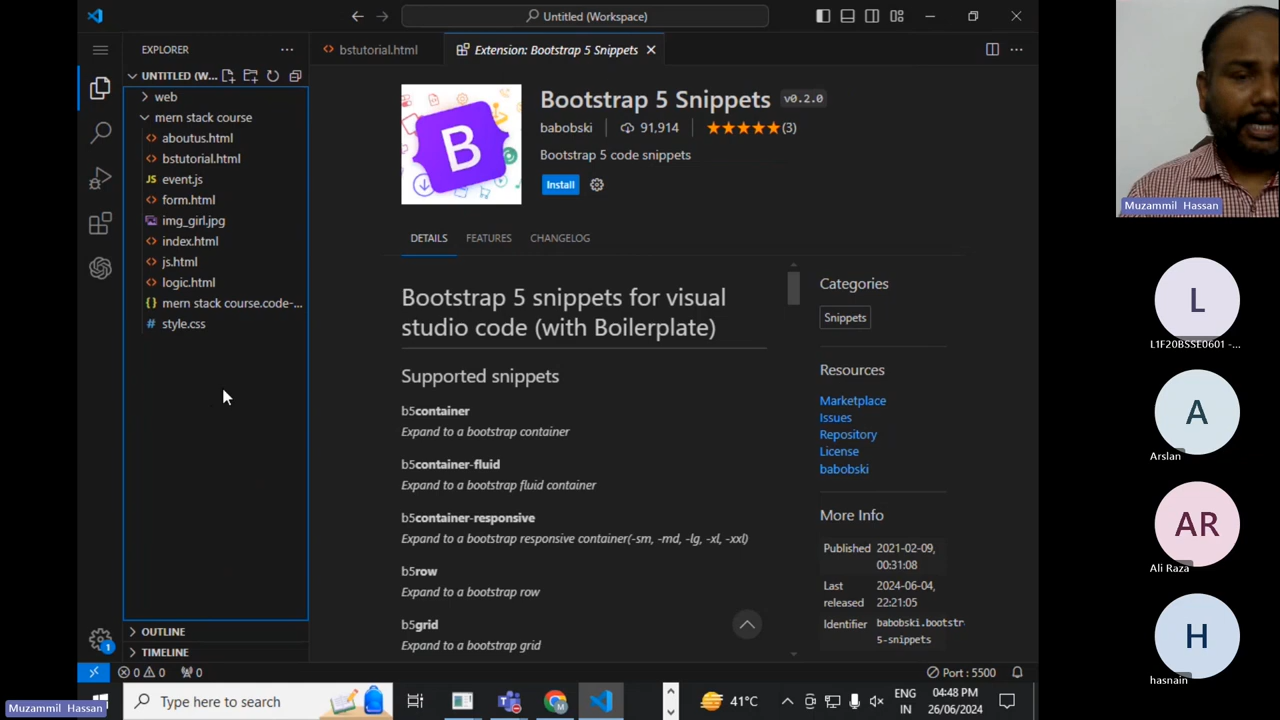 Untitled (Workspace)
EXPLORER
bstutorial.html
Extension: Bootstrap 5 Snippets
UNTITLED (W...
web
mern stack course
aboutus.html
bstutorial.html
JS event.js
form.html
img_girl.jpg
index.html
js.html
logic.html
{} mern stack course.code-...
# style.css
OUTLINE
TIMELINE
B
Bootstrap 5 Snippets v0.2.0
babobski 91,914 (3)
Bootstrap 5 code snippets
Install
DETAILS FEATURES CHANGELOG
Bootstrap 5 snippets for visual
studio code (with Boilerplate)
Supported snippets
b5container
Expand to a bootstrap container
b5container-fluid
Expand to a bootstrap fluid container
b5container-responsive
Expand to a bootstrap responsive container(-sm, -md, -lg, -xl, -xxl)
b5row
Expand to a bootstrap row
b5grid
Expand to a bootstrap grid
Categories
Snippets
Resources
Marketplace
Issues
Repository
License
babobski
More Info
Published 2021-02-09,
00:31:08
Last 2024-06-04,
released 22:21:05
Identifier babobski.bootstr
5-snippets
1
0 0 0
Port : 5500
Type here to search
41°C
ENG
IN
04:48 PM
26/06/2024
Muzammil Hassan
Muzammil Hassan
L
L1F20BSSE0601 -...
A
Arslan
AR
Ali Raza
H
hasnain